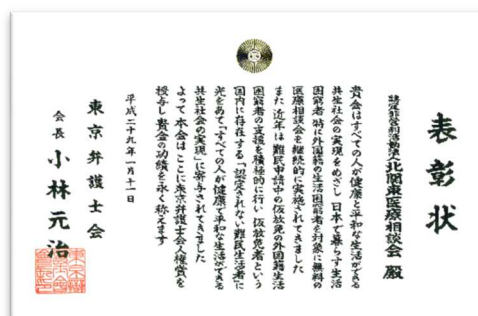 表彰状
特定非営利活動法人北関東医療相談会 殿
貴会はすべての人が健康と平和な生活ができる
共生社会の実現をめざし日本で暮らす生活
困窮者特に外国籍の生活困窮者を対象に無料の
医療相談会を継続的に実施されてきました
また近年は難民申請中の仮放免の外国籍生活
困窮者の支援を積極的に行い仮放免者という
国内に存在する「認定されない難民生活者」に
光をあて「すべての人が健康で平和な生活ができる
共生社会の実現」に寄与されてきました
よって本会はここに東京弁護士会人権賞を
授与し貴会の功績を永く称えます
平成二十九年一月十一日
東京弁護士会
会長 小林元治